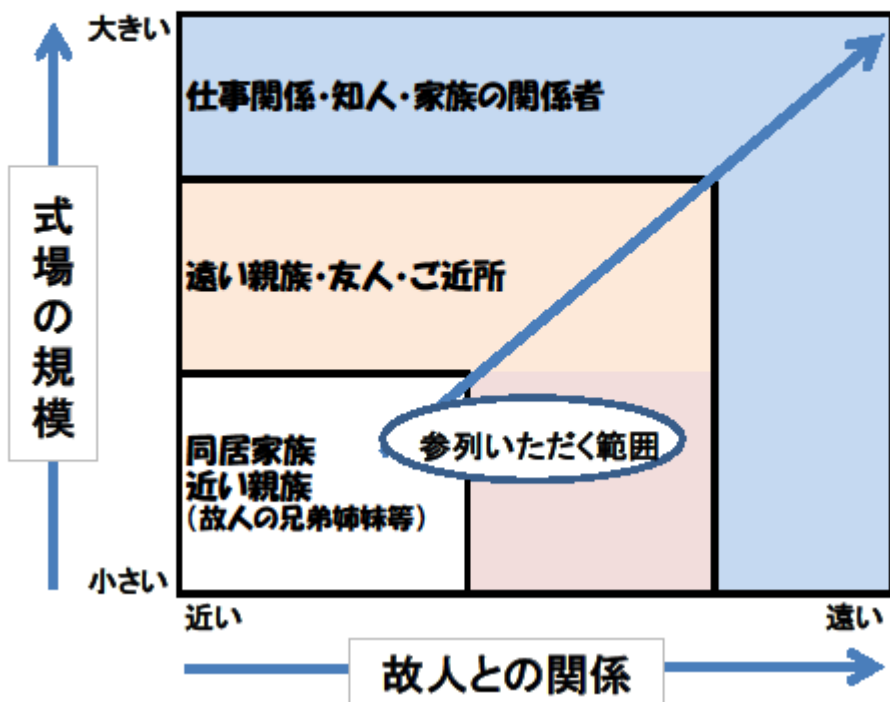 大きい
仕事関係・知人・家族の関係者
式場の規模
遠い親族・友人・ご近所
参列いただく範囲
同居家族
近い親族
(故人の兄弟姉妹等)
小さい
近い
遠い
故人との関係